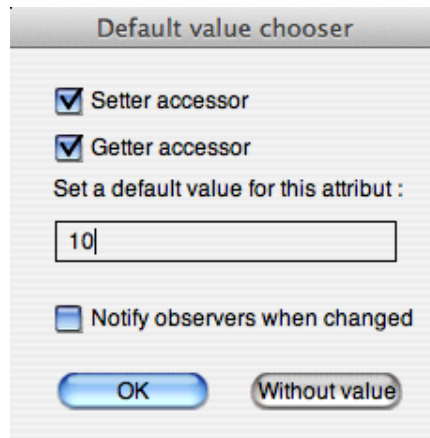 Default value chooser
Setter accessor
Getter accessor
Set a default value for this attribut :
10
Notify observers when changed
OK Without value